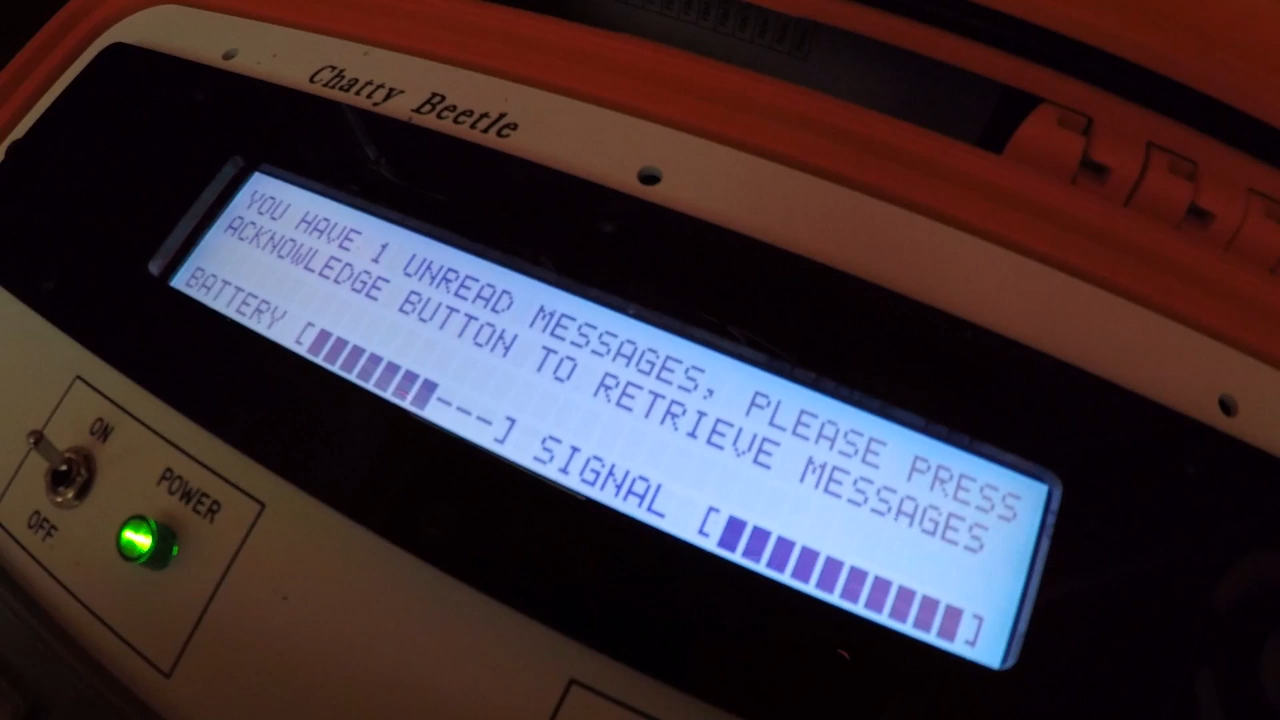 Chatty Beetle
YOU HAVE 1 UNREAD MESSAGES, PLEASE PRESS
ACKNOWLEDGE BUTTON TO RETRIEVE MESSAGES
BATTERY [███████---] SIGNAL [██████████]
ON
POWER
OFF